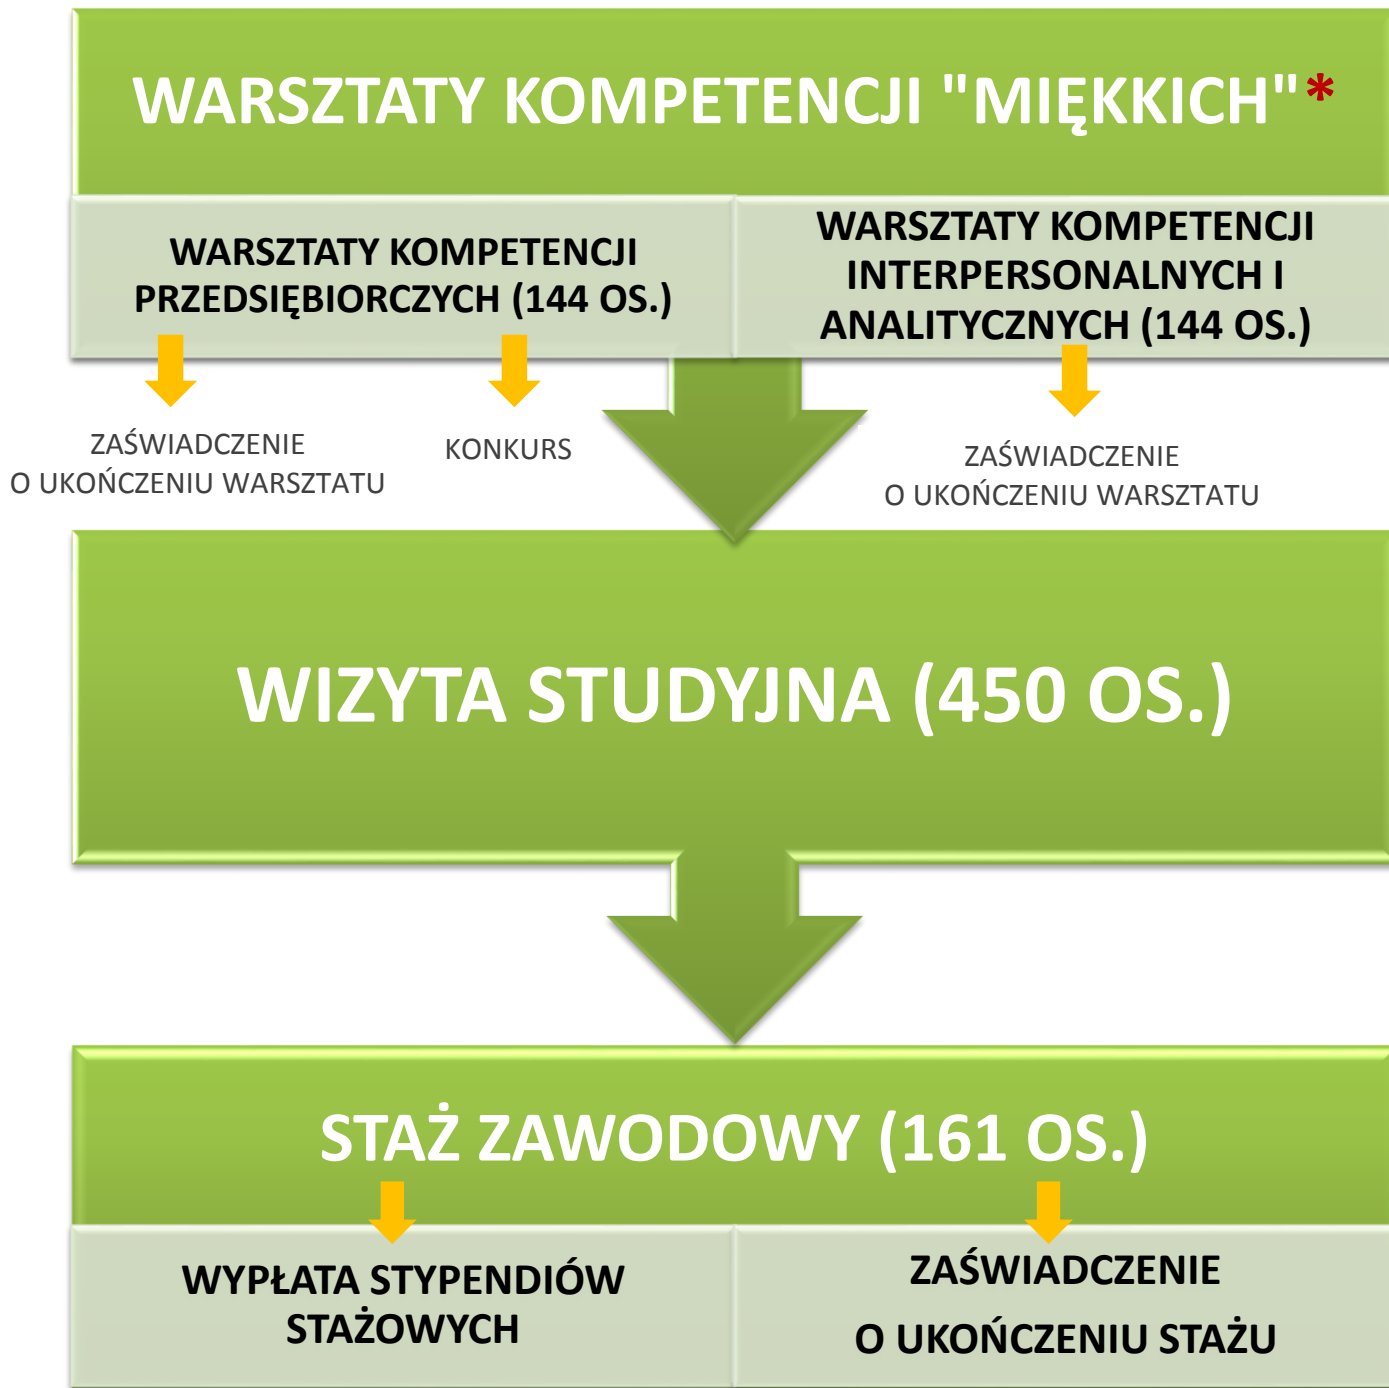 WARSZTATY KOMPETENCJI "MIĘKKICH"*
WARSZTATY KOMPETENCJI
PRZEDSIĘBIORCZYCH (144 OS.)
WARSZTATY KOMPETENCJI
INTERPERSONALNYCH I
ANALITYCZNYCH (144 OS.)
ZAŚWIADCZENIE
O UKOŃCZENIU WARSZTATU
KONKURS
ZAŚWIADCZENIE
O UKOŃCZENIU WARSZTATU
WIZYTA STUDYJNA (450 OS.)
STAŻ ZAWODOWY (161 OS.)
WYPŁATA STYPENDIÓW
STAŻOWYCH
ZAŚWIADCZENIE
O UKOŃCZENIU STAŻU